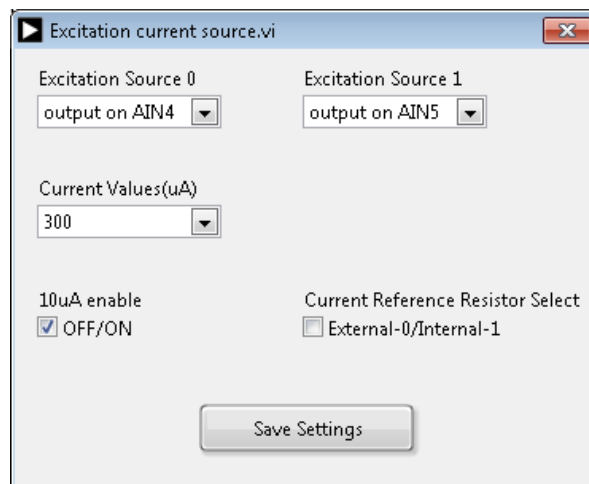 Excitation current source.vi
Excitation Source 0
Excitation Source 1
output on AIN4
output on AIN5
Current Values(uA)
300
10uA enable
Current Reference Resistor Select
OFF/ON
External-0/Internal-1
Save Settings